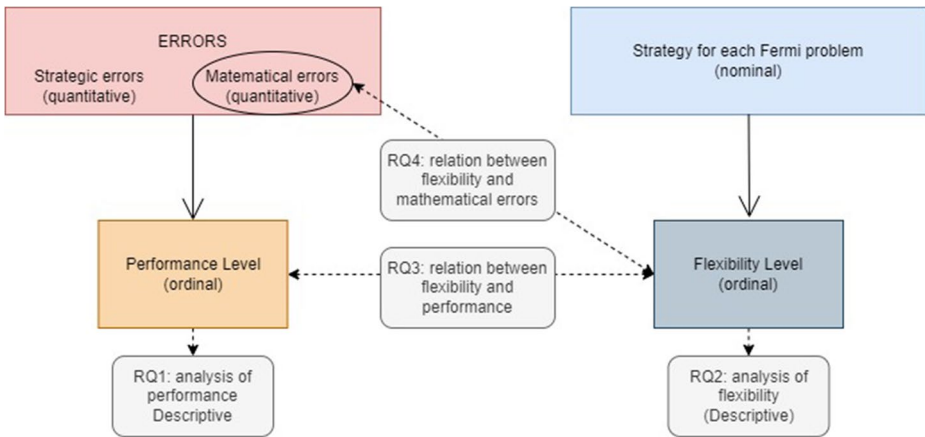 ERRORS
Strategic errors
(quantitative)
Matematical errors
(quantitative)
Strategy for each Fermi problem
(nominal)
RQ4: relation between
flexibility and
mathematical errors
Performance Level
(ordinal)
RQ3: relation between
flexibility and
performance
Flexibility Level
(ordinal)
RQ1: analysis of
performance
Descriptive
RQ2: analysis of
flexibility
(Descriptive)